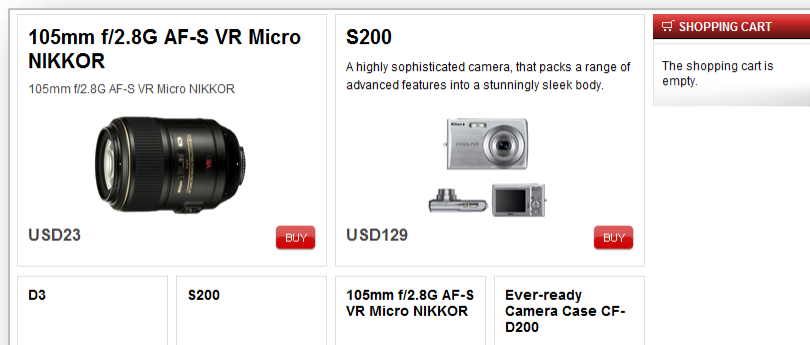 105mm f/2.8G AF-S VR Micro
NIKKOR
105mm f/2.8G AF-S VR Micro NIKKOR
USD23
BUY
S200
A highly sophisticated camera, that packs a range of
advanced features into a stunningly sleek body.
Nikon
COOLPIX
USD129
BUY
SHOPPING CART
The shopping cart is
empty.
D3
S200
105mm f/2.8G AF-S
VR Micro NIKKOR
Ever-ready
Camera Case CF-
D200